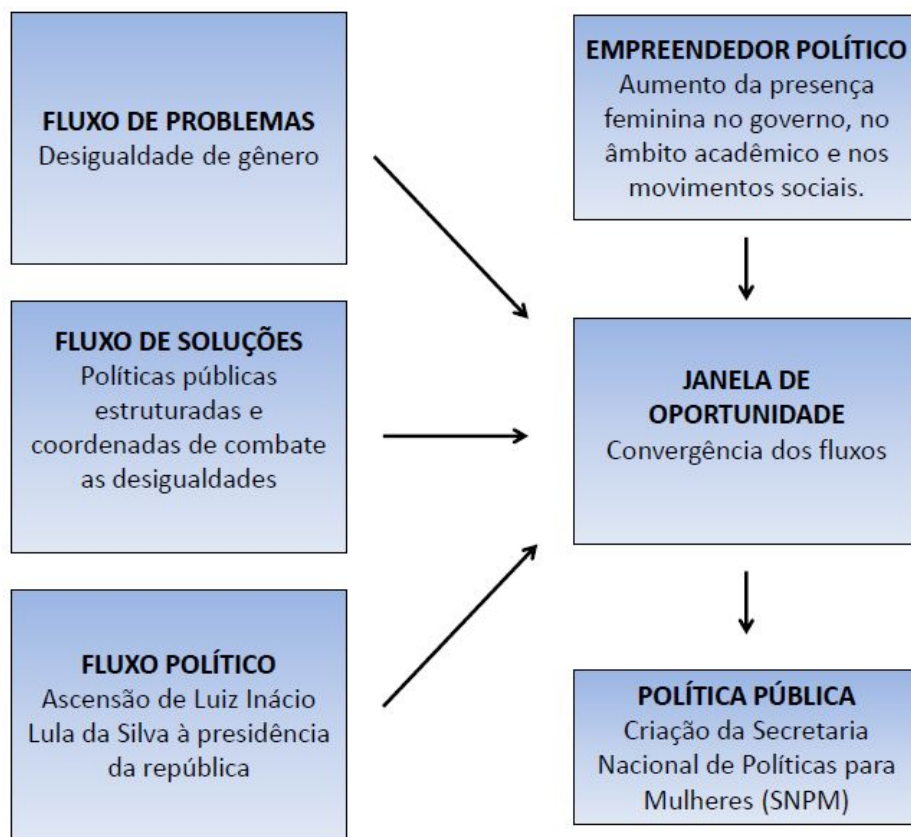 FLUXO DE PROBLEMAS
Desigualdade de gênero
FLUXO DE SOLUÇÕES
Políticas públicas
estruturadas e
coordenadas de combate
as desigualdades
FLUXO POLÍTICO
Ascensão de Luiz Inácio
Lula da Silva à presidência
da república
EMPREENDEDOR POLÍTICO
Aumento da presença
feminina no governo, no
âmbito acadêmico e nos
movimentos sociais.
JANELA DE
OPORTUNIDADE
Convergência dos fluxos
POLÍTICA PÚBLICA
Criação da Secretaria
Nacional de Políticas para
Mulheres (SNPM)